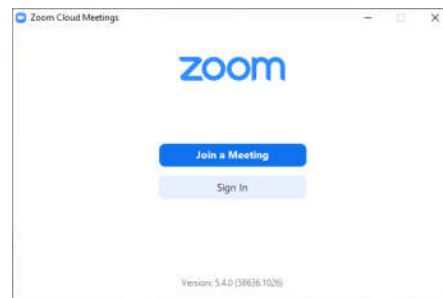 Zoom Cloud Meetings
zoom
Join a Meeting
Sign In
Version: 5.4.0 (58636.1026)